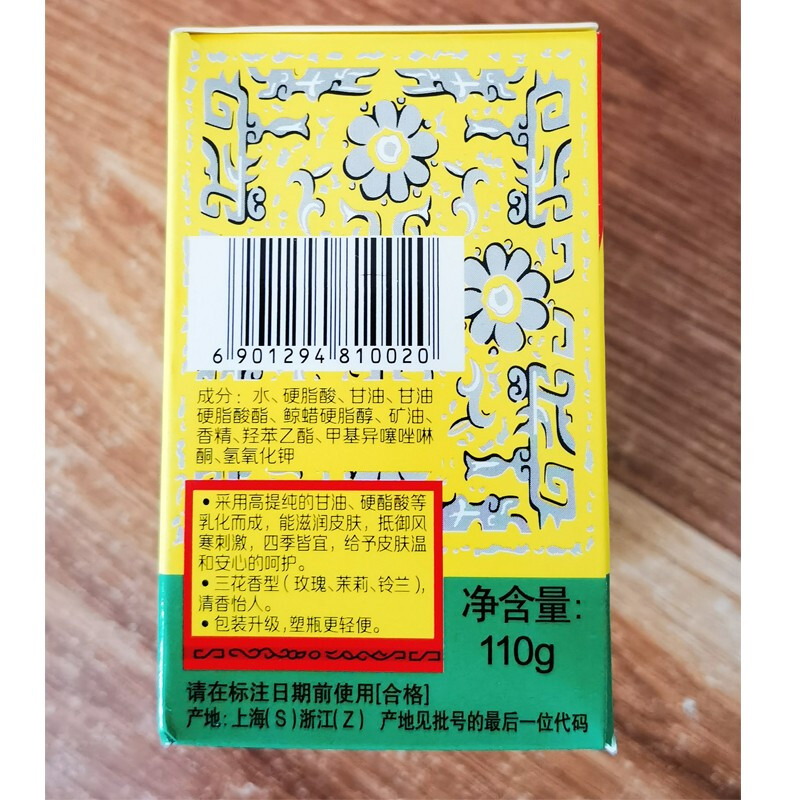 6 901294 810020
成分：水、硬脂酸、甘油、甘油
硬脂酸酯、鲸蜡硬脂醇、矿油、
香精、羟苯乙酯、甲基异噻唑啉
酮、氢氧化钾
• 采用高提纯的甘油、硬酯酸等
乳化而成，能滋润皮肤，抵御风
寒刺激，四季皆宜，给予皮肤温
和安心的呵护。
• 三花香型（玫瑰、茉莉、铃兰），
清香怡人。
• 包装升级，塑瓶更轻便。
净含量:
110g
请在标注日期前使用[合格]
产地:上海(S)浙江(Z) 产地见批号的最后一位代码